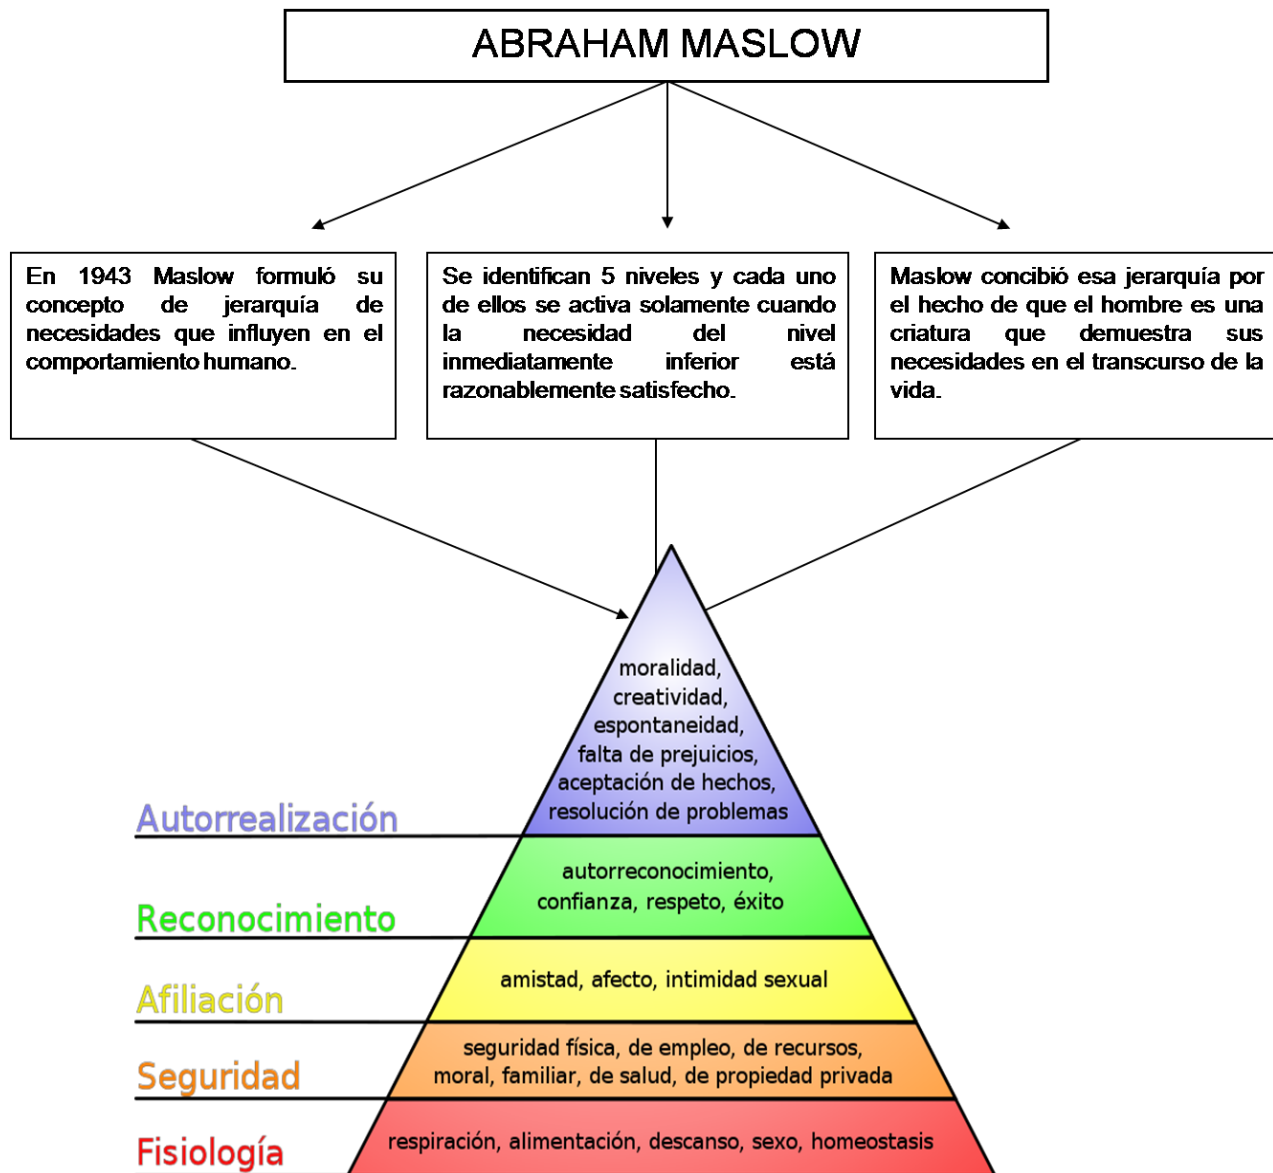 ABRAHAM MASLOW
En 1943 Maslow formuló su
concepto de jerarquía de
necesidades que influyen en el
comportamiento humano.
Se identifican 5 niveles y cada uno
de ellos se activa solamente cuando
la necesidad del nivel
inmediatamente inferior está
razonablemente satisfecho.
Maslow concibió esa jerarquía por
el hecho de que el hombre es una
criatura que demuestra sus
necesidades en el transcurso de la
vida.
moralidad,
creatividad,
espontaneidad,
falta de prejuicios,
aceptación de hechos,
resolución de problemas
Autorrealización
autorreconocimiento,
confianza, respeto, éxito
Reconocimiento
amistad, afecto, intimidad sexual
Afiliación
seguridad física, de empleo, de recursos,
moral, familiar, de salud, de propiedad privada
Seguridad
respiración, alimentación, descanso, sexo, homeostasis
Fisiología